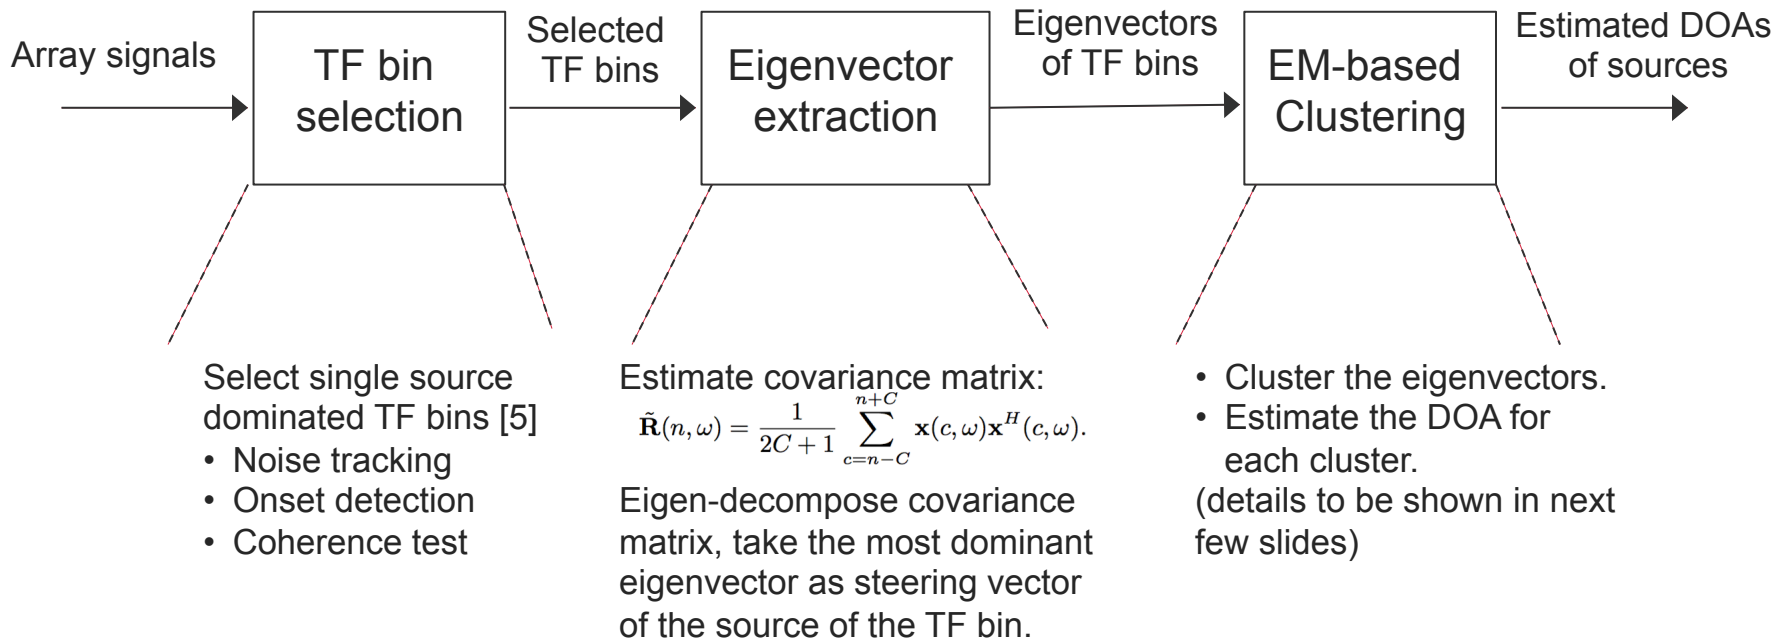 Array signals
TF bin
selection
Selected
TF bins
Eigenvector
extraction
Eigenvectors
of TF bins
EM-based
Clustering
Estimated DOAs
of sources
Select single source
dominated TF bins [5]
• Noise tracking
• Onset detection
• Coherence test
Estimate covariance matrix:
R̃(n, ω) = 1/(2C + 1) ∑_{c=n−C}^{n+C} x(c, ω)x^H(c, ω).
Eigen-decompose covariance
matrix, take the most dominant
eigenvector as steering vector
of the source of the TF bin.
• Cluster the eigenvectors.
• Estimate the DOA for
each cluster.
(details to be shown in next
few slides)